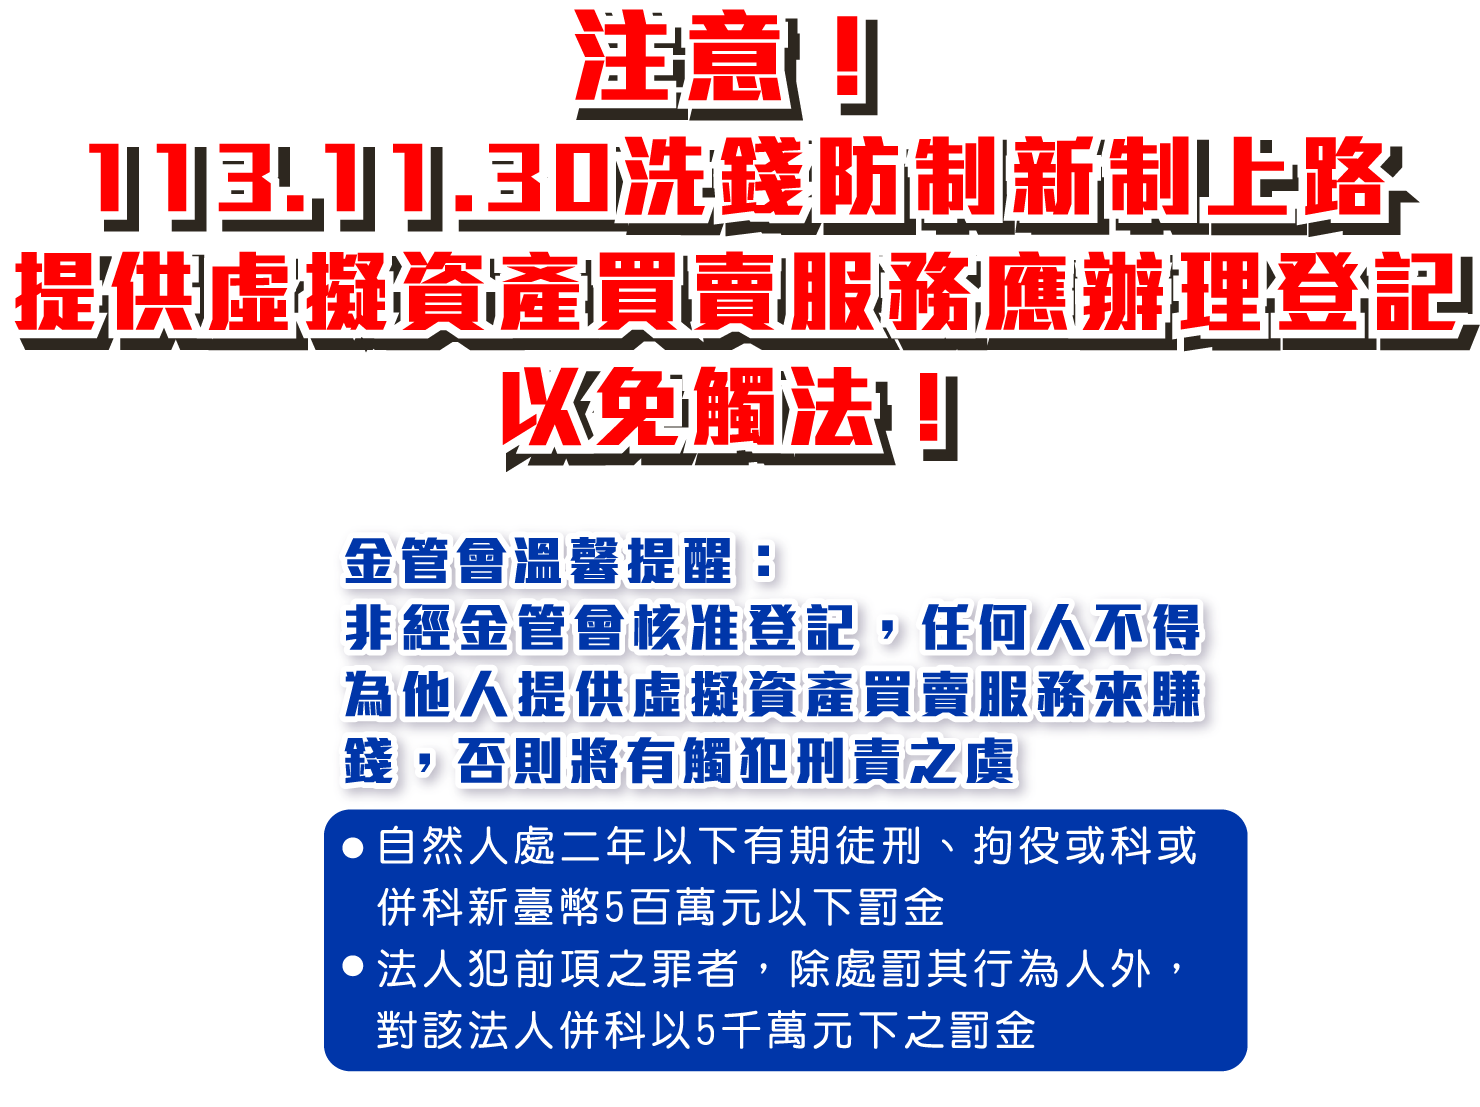 注意！
113.11.30洗錢防制新制上路
提供虛擬資產買賣服務應辦理登記
以免觸法！
金管會溫馨提醒：
非經金管會核准登記，任何人不得
為他人提供虛擬資產買賣服務來賺
錢，否則將有觸犯刑責之虞
●自然人處二年以下有期徒刑、拘役或科或
併科新臺幣5百萬元以下罰金
●法人犯前項之罪者，除處罰其行為人外，
對該法人併科以5千萬元下之罰金